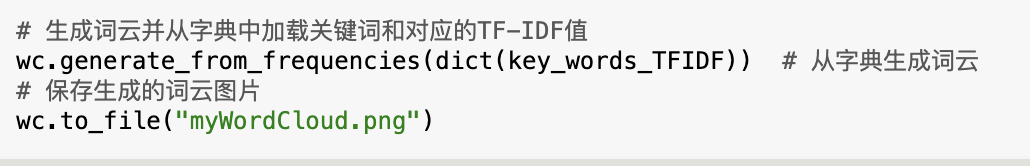 # 生成词云并从字典中加载关键词和对应的TF-IDF值
wc.generate_from_frequencies(dict(key_words_TFIDF))  # 从字典生成词云
# 保存生成的词云图片
wc.to_file("myWordCloud.png")